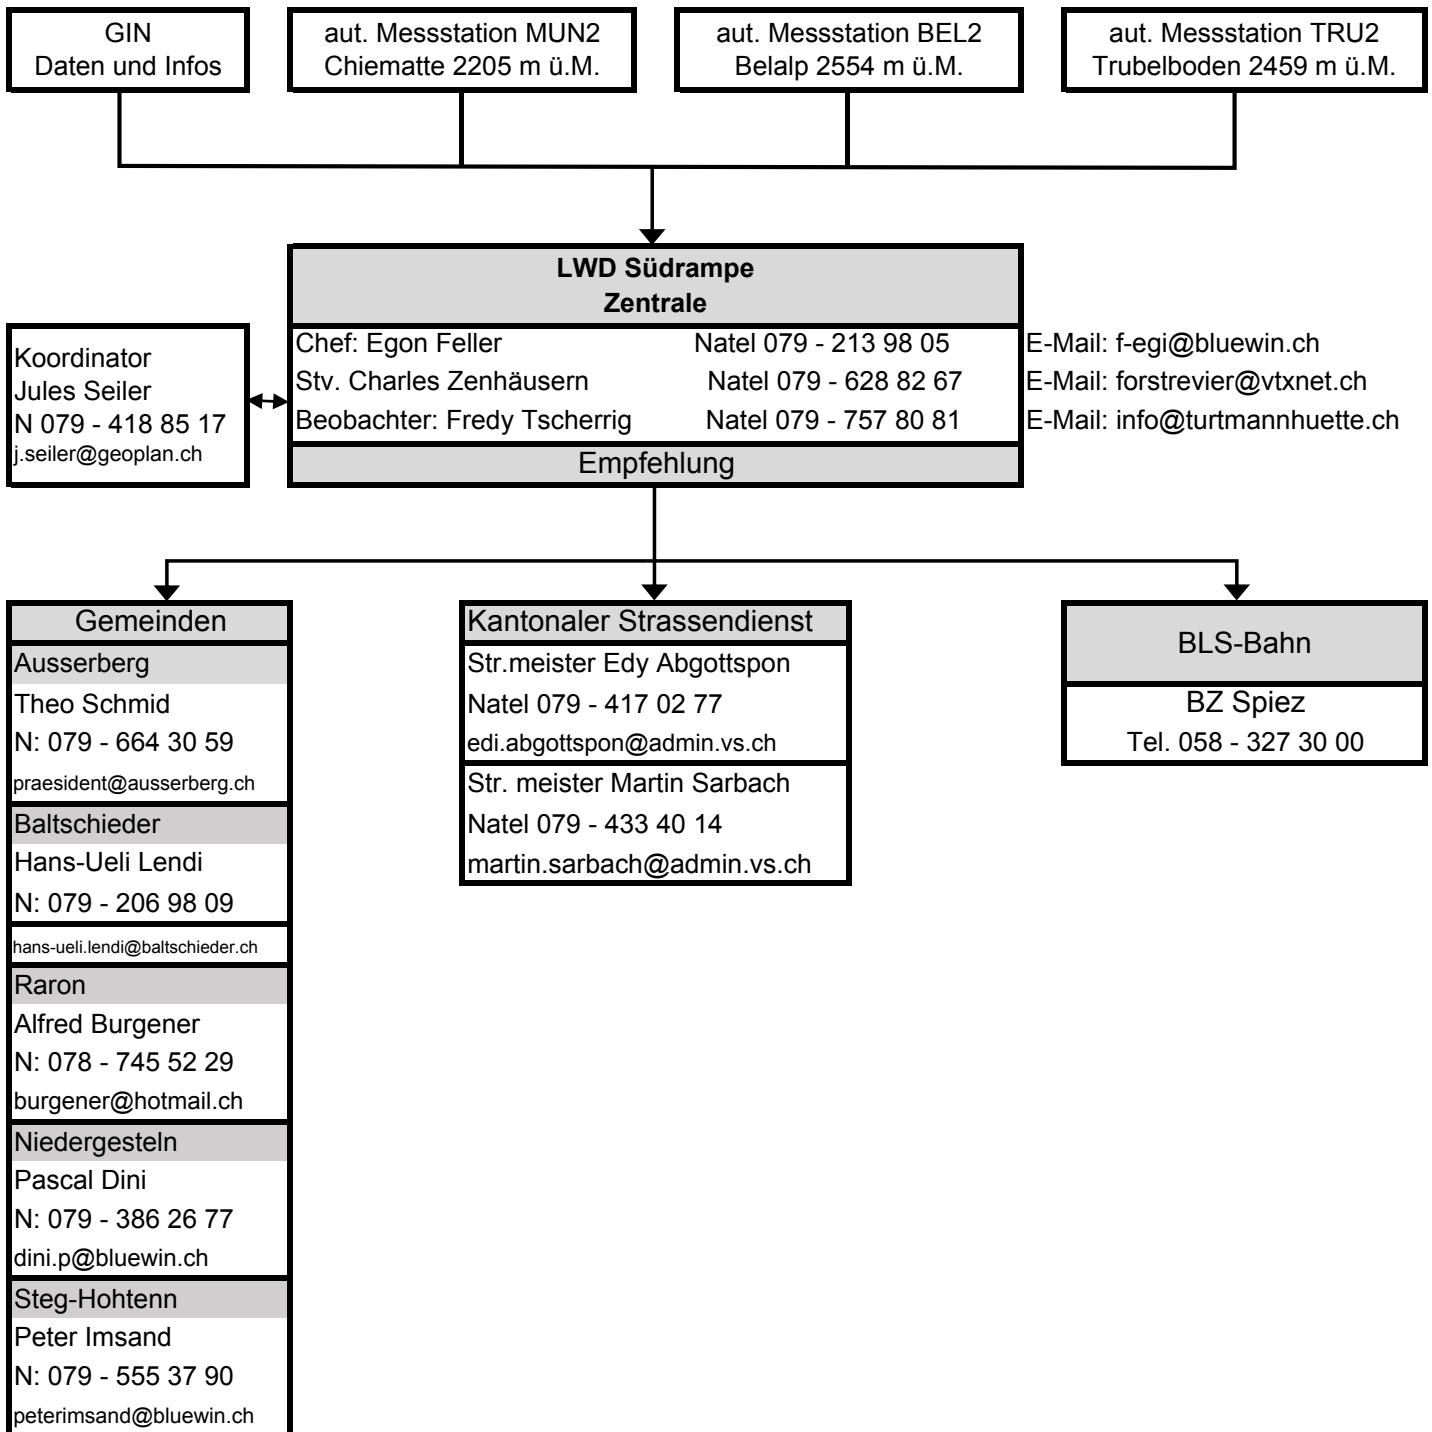 GIN
Daten und Infos
aut. Messstation MUN2
Chiematte 2205 m ü.M.
aut. Messstation BEL2
Belalp 2554 m ü.M.
aut. Messstation TRU2
Trubelboden 2459 m ü.M.
LWD Südrampe
Zentrale
Koordinator
Jules Seiler
N 079 - 418 85 17
j.seiler@geoplan.ch
Chef: Egon Feller Natel 079 - 213 98 05 E-Mail: f-egi@bluewin.ch
Stv. Charles Zenhäusern Natel 079 - 628 82 67 E-Mail: forstrevier@vtxnet.ch
Beobachter: Fredy Tscherrig Natel 079 - 757 80 81 E-Mail: info@turtmannhuette.ch
Empfehlung
Gemeinden
Ausserberg
Theo Schmid
N: 079 - 664 30 59
praesident@ausserberg.ch
Baltschieder
Hans-Ueli Lendi
N: 079 - 206 98 09
hans-ueli.lendi@baltschieder.ch
Raron
Alfred Burgener
N: 078 - 745 52 29
burgener@hotmail.ch
Niedergesteln
Pascal Dini
N: 079 - 386 26 77
dini.p@bluewin.ch
Steg-Hohtenn
Peter Imsand
N: 079 - 555 37 90
peterimsand@bluewin.ch
Kantonaler Strassendienst
Str.meister Edy Abgottspon
Natel 079 - 417 02 77
edi.abgottspon@admin.vs.ch
Str. meister Martin Sarbach
Natel 079 - 433 40 14
martin.sarbach@admin.vs.ch
BLS-Bahn
BZ Spiez
Tel. 058 - 327 30 00